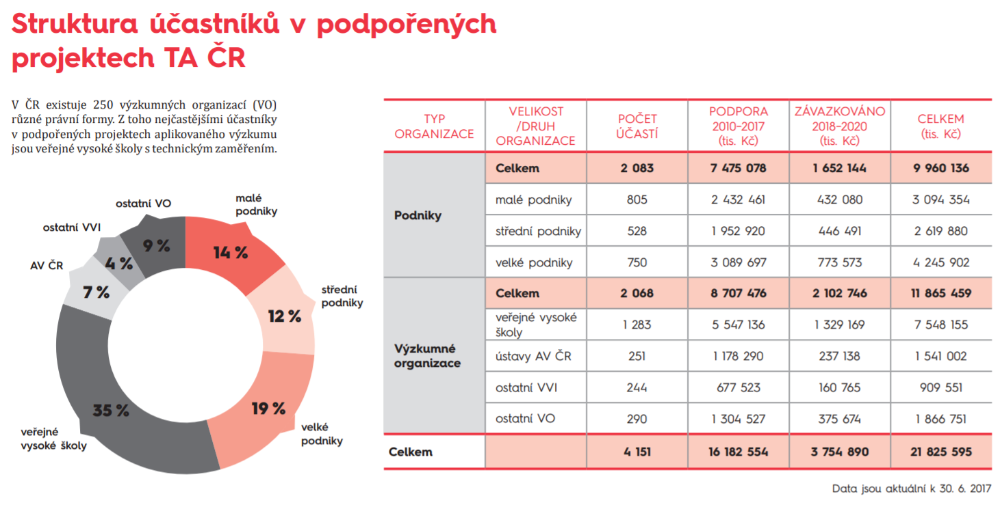 Struktura účastníků v podpořených
projektech TA ČR
V ČR existuje 250 výzkumných organizací (VO)
různé právní formy. Z toho nejčastějšími účastníky
v podpořených projektech aplikovaného výzkumu
jsou veřejné vysoké školy s technickým zaměřením.
ostatní VO
malé
podniky
ostatní VVI
AV ČR
střední
podniky
velké
podniky
veřejné
vysoké školy
9 %
14 %
4 %
7 %
12 %
19 %
35 %
TYP
ORGANIZACE
VELIKOST
/DRUH
ORGANIZACE
POČET
ÚČASTÍ
PODPORA
2010–2017
(tis. Kč)
ZÁVAZKOVÁNO
2018–2020
(tis. Kč)
CELKEM
(tis. Kč)
Podniky
Celkem 2 083 7 475 078 1 652 144 9 960 136
malé podniky 805 2 432 461 432 080 3 094 354
střední podniky 528 1 952 920 446 491 2 619 880
velké podniky 750 3 089 697 773 573 4 245 902
Výzkumné
organizace
Celkem 2 068 8 707 476 2 102 746 11 865 459
veřejné vysoké
školy
1 283 5 547 136 1 329 169 7 548 155
ústavy AV ČR 251 1 178 290 237 138 1 541 002
ostatní VVI 244 677 523 160 765 909 551
ostatní VO 290 1 304 527 375 674 1 866 751
Celkem 4 151 16 182 554 3 754 890 21 825 595
Data jsou aktuální k 30. 6. 2017